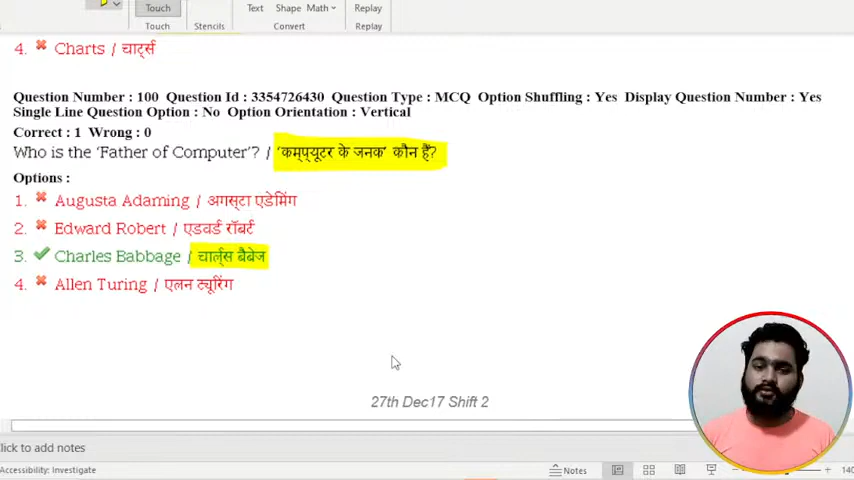 Touch Text Shape Math Replay
Touch Stencils Convert Replay
4. Charts / चार्ट्स
Question Number : 100 Question Id : 3354726430 Question Type : MCQ Option Shuffling : Yes Display Question Number : Yes
Single Line Question Option : No Option Orientation : Vertical
Correct : 1 Wrong : 0
Who is the ‘Father of Computer’? / ‘कम्प्यूटर के जनक’ कौन हैं?
Options :
1. Augusta Adaming / अगस्टा एडेमिंग
2. Edward Robert / एडवर्ड रॉबर्ट
3. Charles Babbage / चार्ल्स बैबेज
4. Allen Turing / एलन ट्यूरिंग
27th Dec17 Shift 2
lick to add notes
Accessibility: Investigate Notes 140